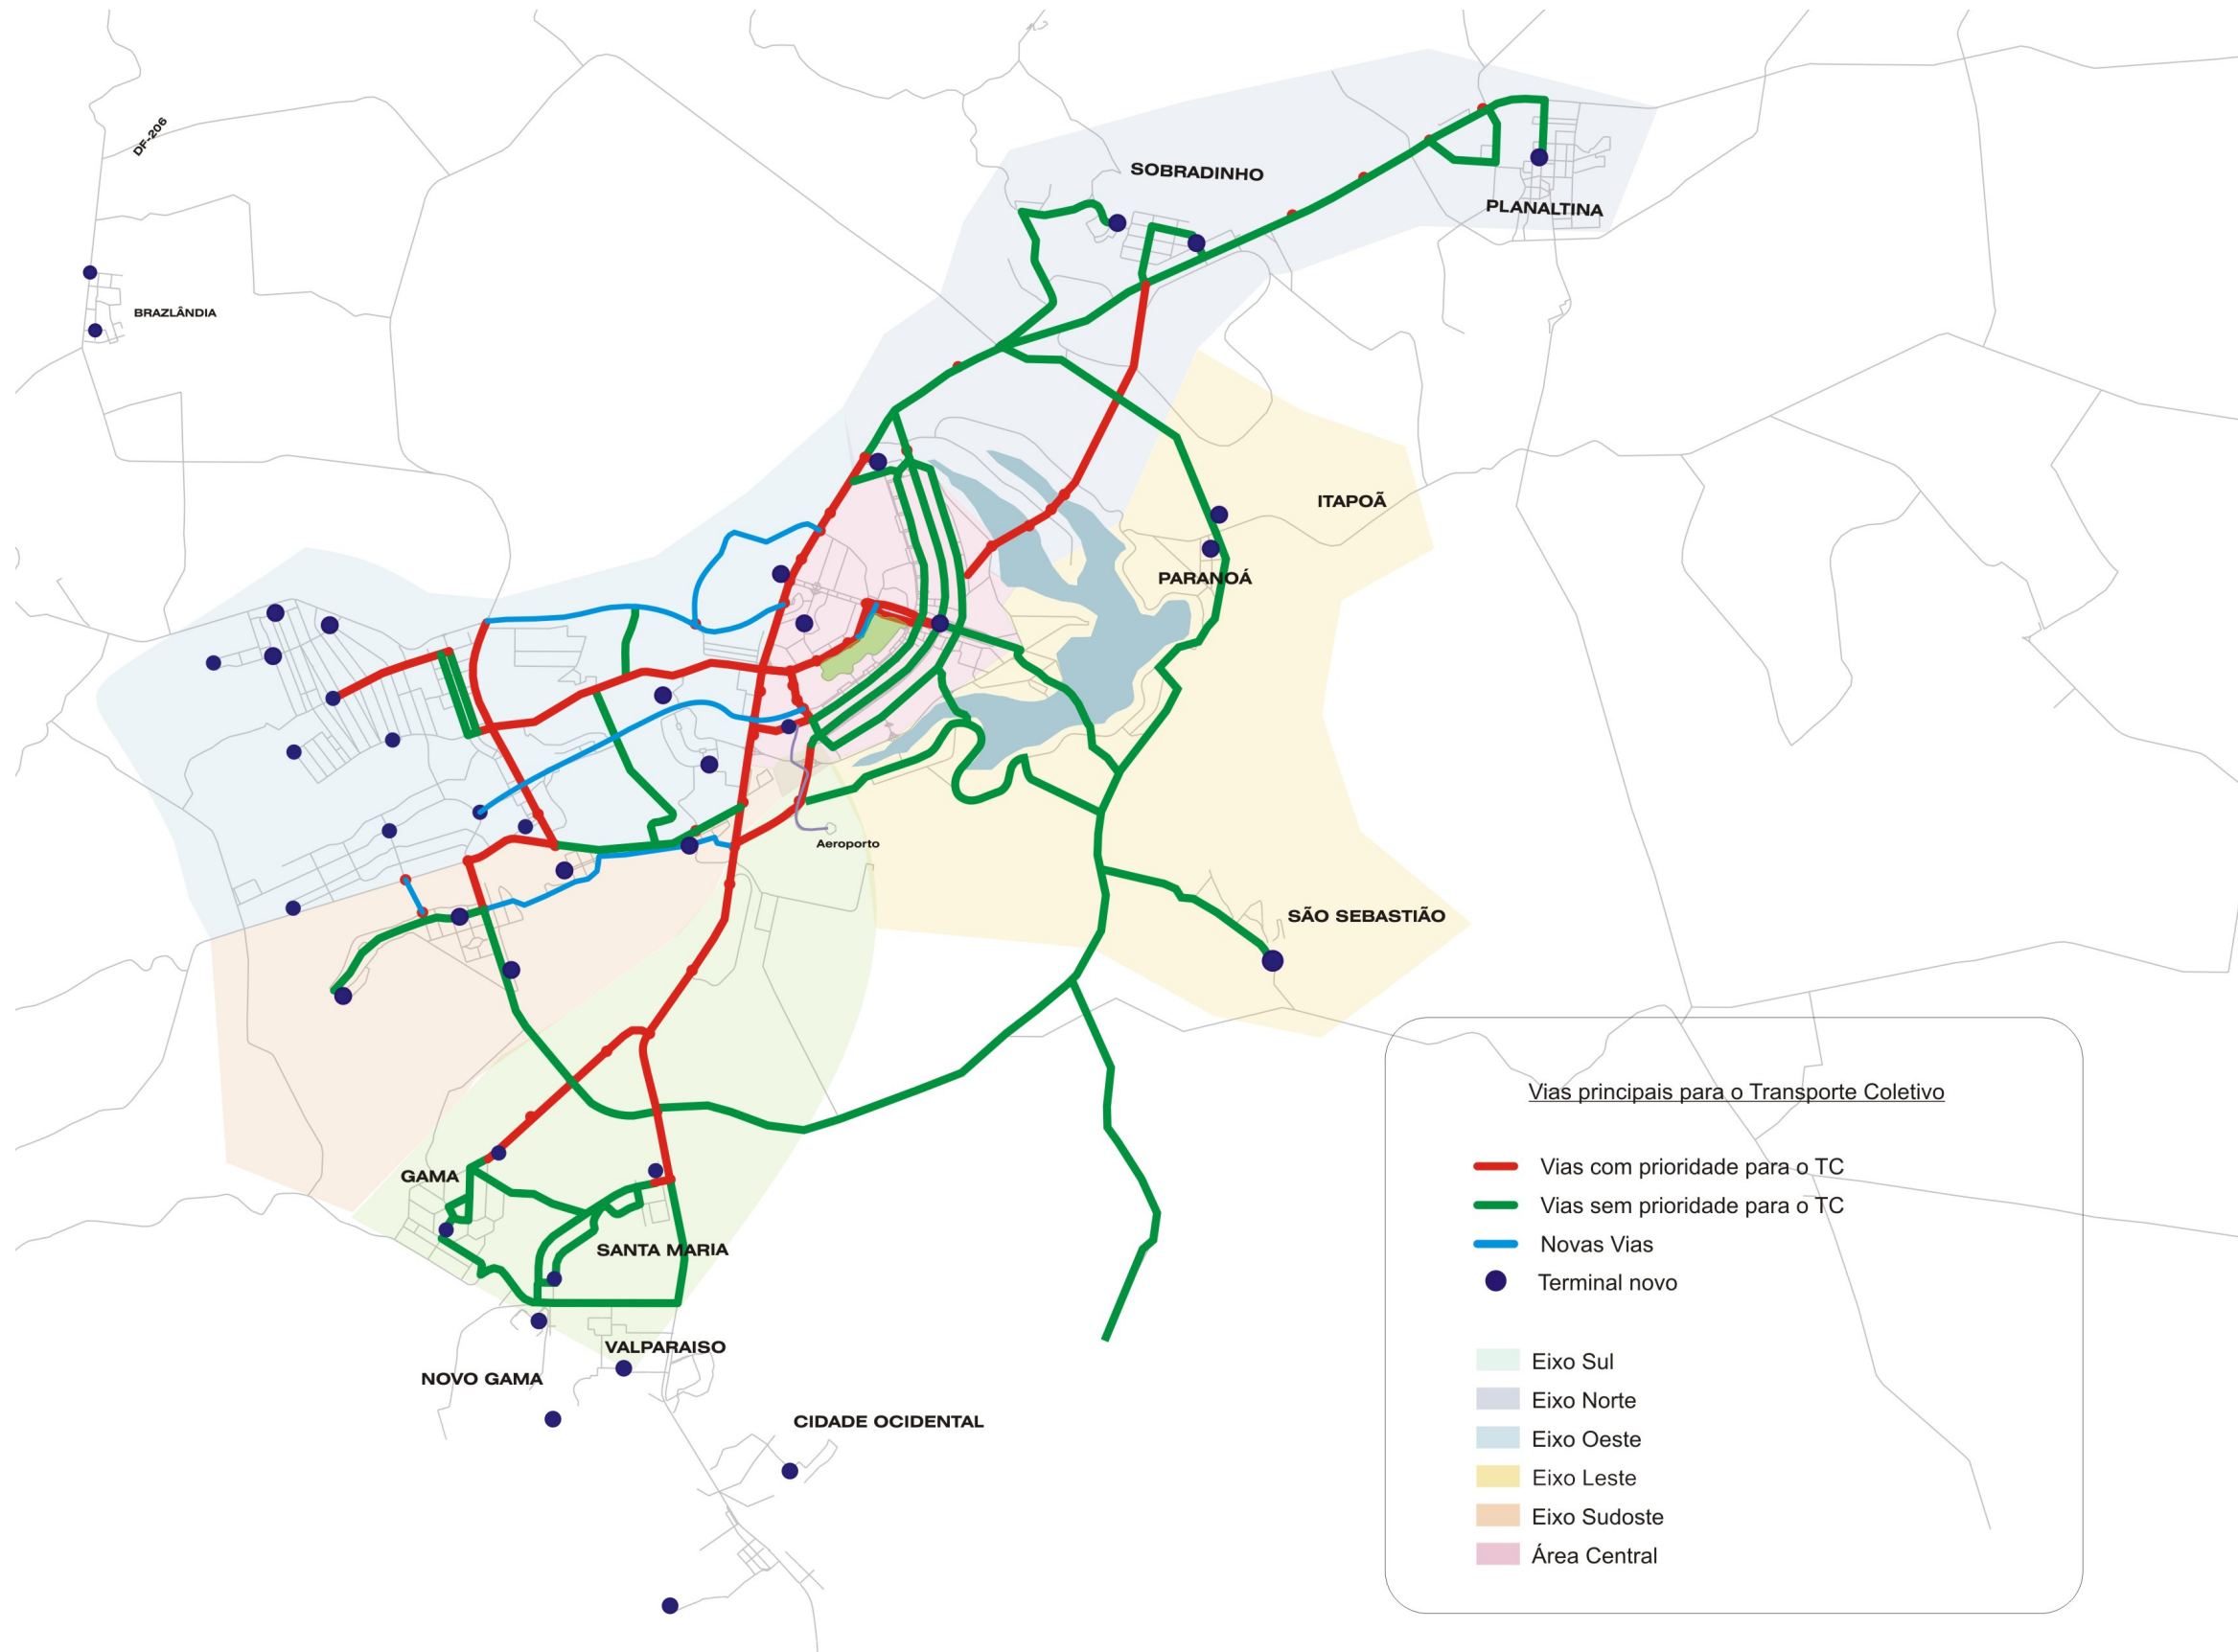 DF-206
SOBRADINHO
PLANALTINA
BRAZLÂNDIA
ITAPOÃ
PARANOÁ
Aeroporto
SÃO SEBASTIÃO
GAMA
SANTA MARIA
VALPARAISO
NOVO GAMA
CIDADE OCIDENTAL
Vias principais para o Transporte Coletivo
Vias com prioridade para o TC
Vias sem prioridade para o TC
Novas Vias
Terminal novo
Eixo Sul
Eixo Norte
Eixo Oeste
Eixo Leste
Eixo Sudoste
Área Central